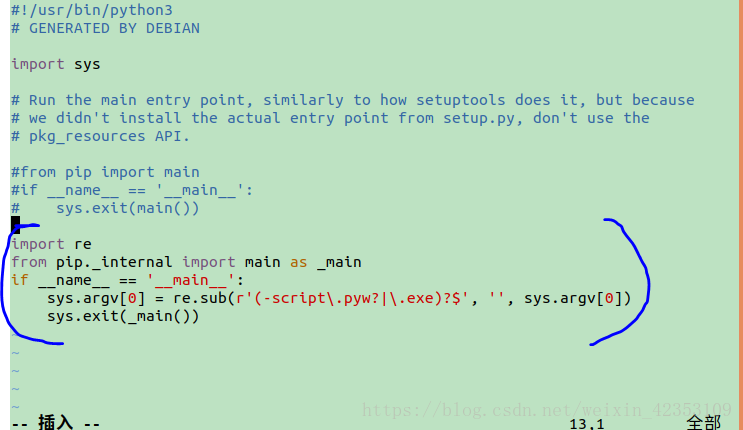 #!/usr/bin/python3
# GENERATED BY DEBIAN
import sys
# Run the main entry point, similarly to how setuptools does it, but because
# we didn't install the actual entry point from setup.py, don't use the
# pkg_resources API.
#from pip import main
#if __name__ == '__main__':
#    sys.exit(main())
import re
from pip._internal import main as _main
if __name__ == '__main__':
    sys.argv[0] = re.sub(r'(-script\.pyw?|\.exe)?$', '', sys.argv[0])
    sys.exit(_main())
~
~
~
~
https://blog.csdn.net/weixin_42353109
-- 插入 -- 13,1 全部